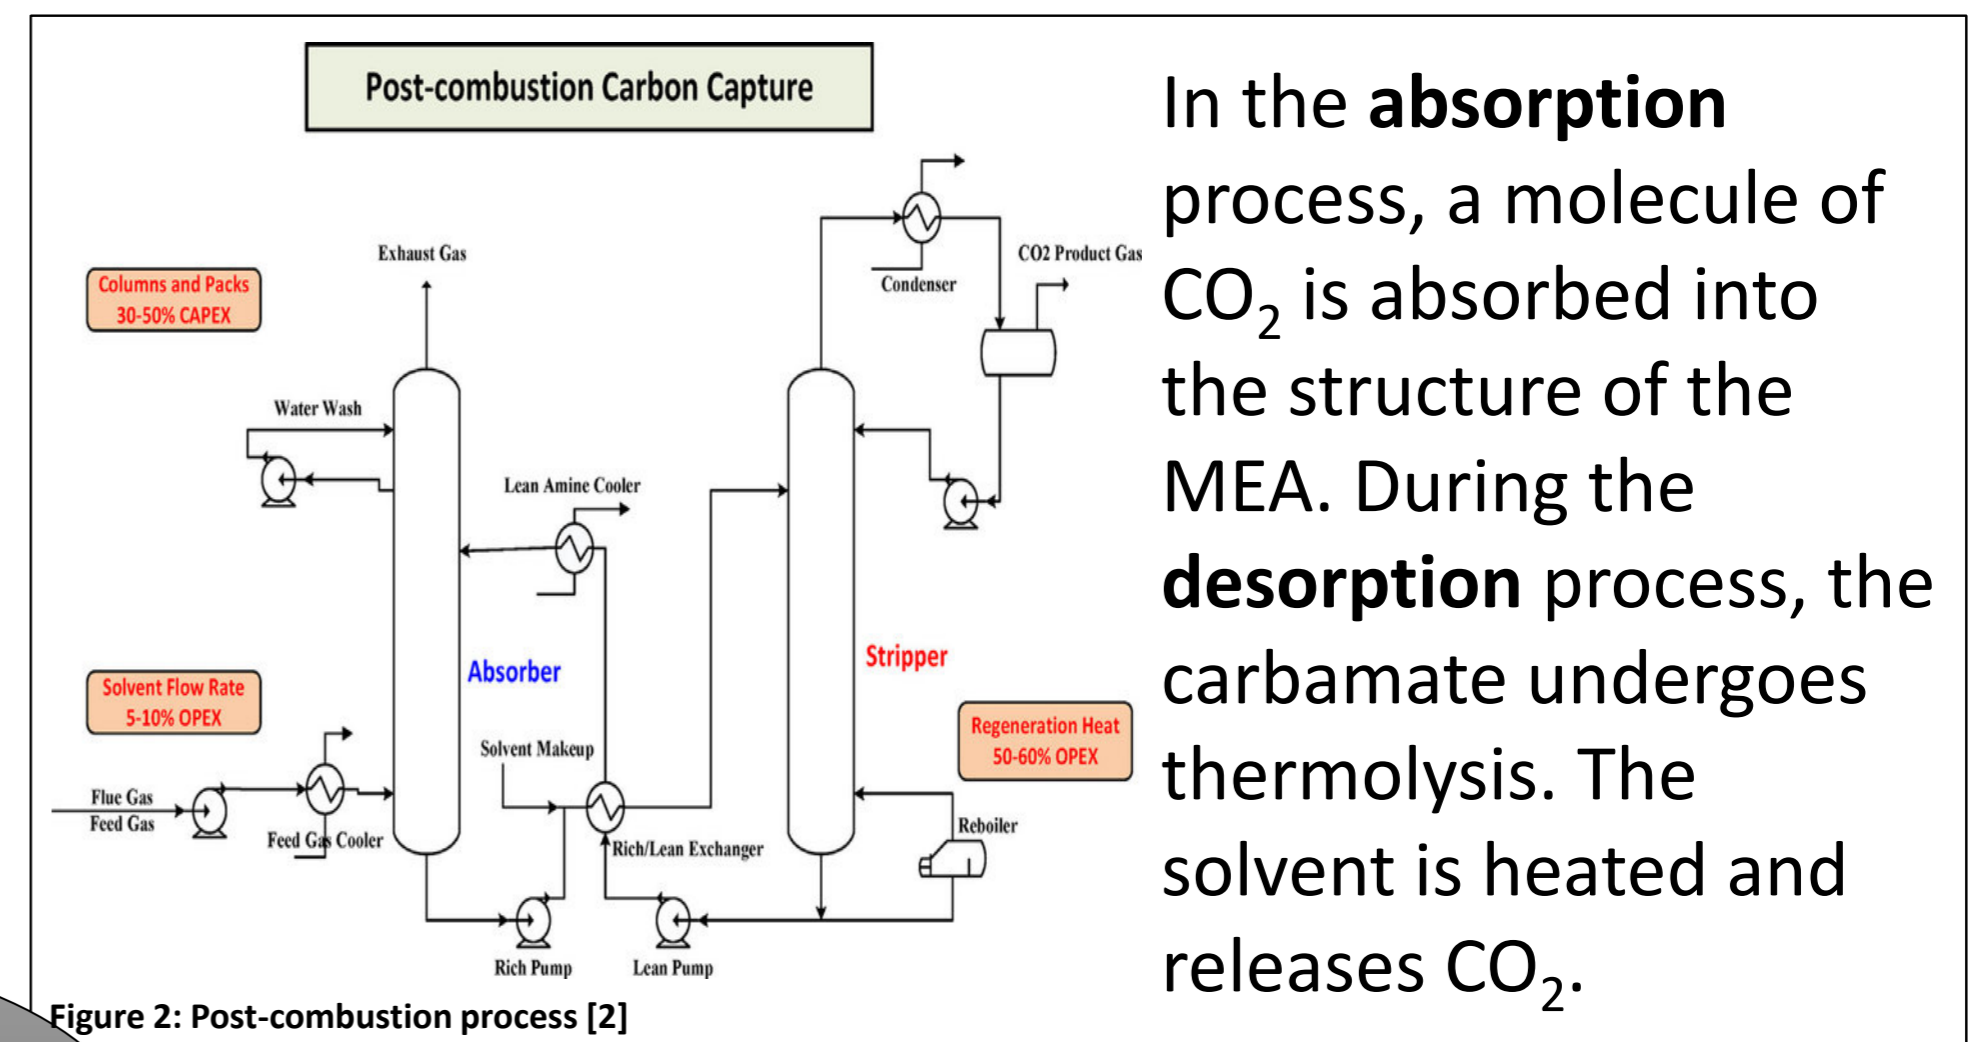 Post-combustion Carbon Capture
Exhaust Gas
Columns and Packs
30-50% CAPEX
Condenser
CO2 Product Gas
Water Wash
Lean Amine Cooler
Absorber
Stripper
Solvent Flow Rate
5-10% OPEX
Regeneration Heat
50-60% OPEX
Solvent Makeup
Flue Gas
Feed Gas
Feed Gas Cooler
Rich/Lean Exchanger
Reboiler
Rich Pump
Lean Pump
Figure 2: Post-combustion process [2]
In the absorption
process, a molecule of
CO₂ is absorbed into
the structure of the
MEA. During the
desorption process, the
carbamate undergoes
thermolysis. The
solvent is heated and
releases CO₂.